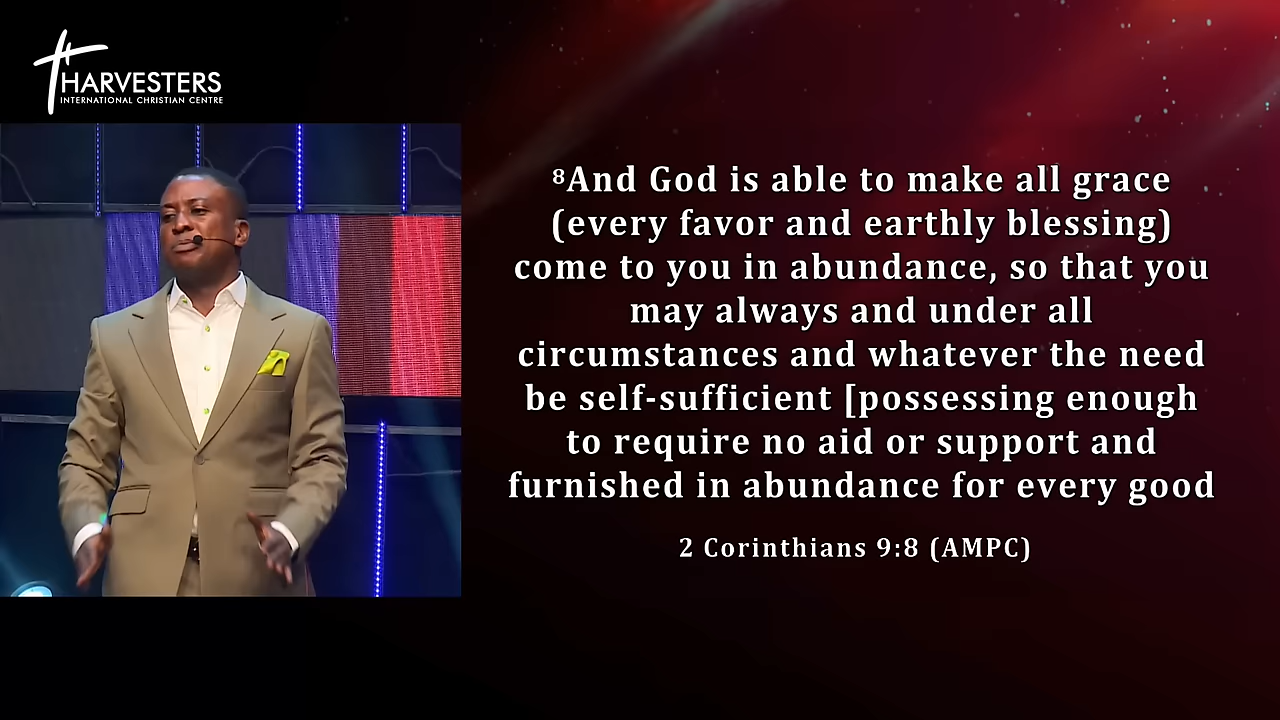 HARVESTERS
INTERNATIONAL CHRISTIAN CENTRE
⁸And God is able to make all grace
(every favor and earthly blessing)
come to you in abundance, so that you
may always and under all
circumstances and whatever the need
be self-sufficient [possessing enough
to require no aid or support and
furnished in abundance for every good
2 Corinthians 9:8 (AMPC)